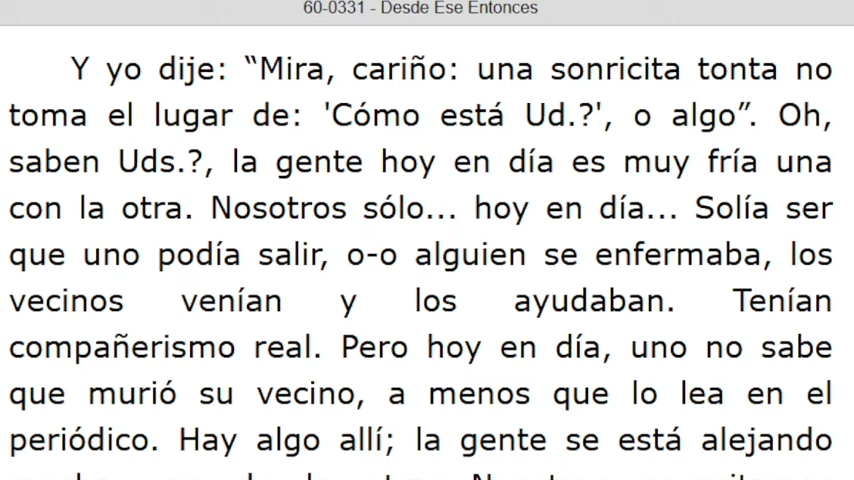 60-0331 - Desde Ese Entonces
Y yo dije: “Mira, cariño: una sonricita tonta no
toma el lugar de: 'Cómo está Ud.?', o algo”. Oh,
saben Uds.?, la gente hoy en día es muy fría una
con la otra. Nosotros sólo... hoy en día... Solía ser
que uno podía salir, o-o alguien se enfermaba, los
vecinos venían y los ayudaban. Tenían
compañerismo real. Pero hoy en día, uno no sabe
que murió su vecino, a menos que lo lea en el
periódico. Hay algo allí; la gente se está alejando